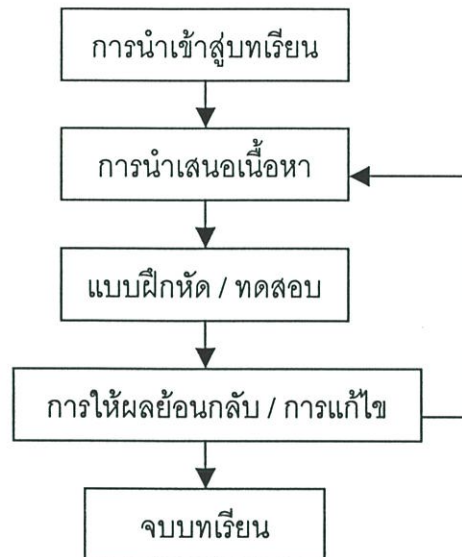 การนำเข้าสู่บทเรียน
การนำเสนอเนื้อหา
แบบฝึกหัด / ทดสอบ
การให้ผลย้อนกลับ / การแก้ไข
จบบทเรียน